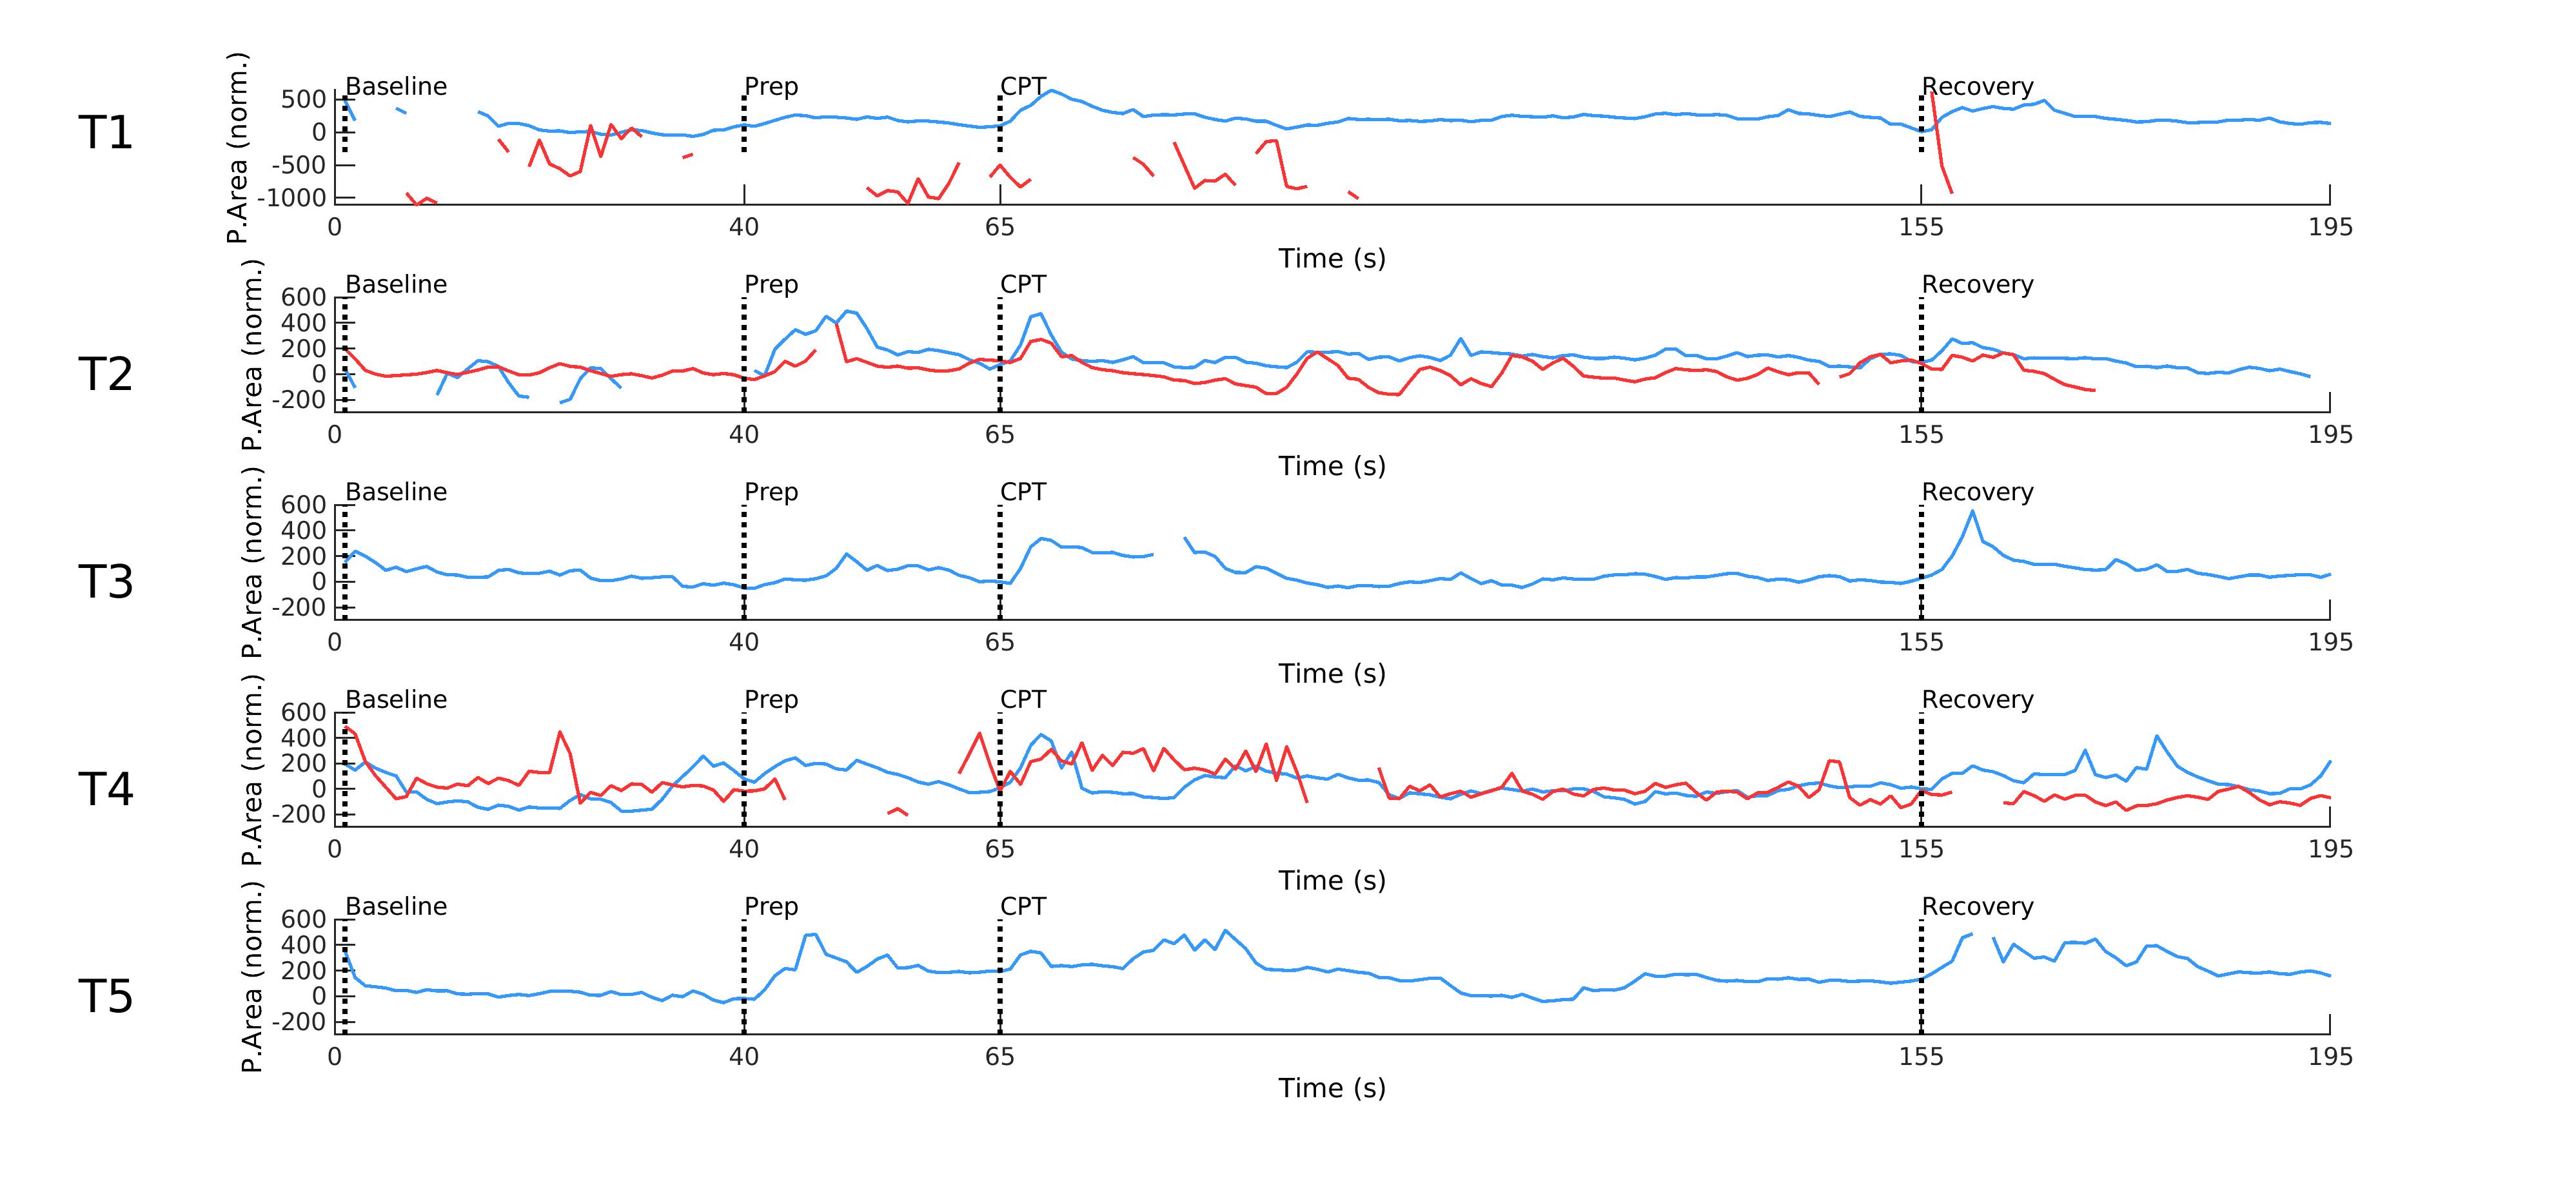 T1
P.Area (norm.)
500
0
-500
-1000
Baseline
Prep
CPT
Recovery
0
40
65
155
195
Time (s)
T2
P.Area (norm.)
600
400
200
0
-200
Baseline
Prep
CPT
Recovery
0
40
65
155
195
Time (s)
T3
P.Area (norm.)
600
400
200
0
-200
Baseline
Prep
CPT
Recovery
0
40
65
155
195
Time (s)
T4
P.Area (norm.)
600
400
200
0
-200
Baseline
Prep
CPT
Recovery
0
40
65
155
195
Time (s)
T5
P.Area (norm.)
600
400
200
0
-200
Baseline
Prep
CPT
Recovery
0
40
65
155
195
Time (s)